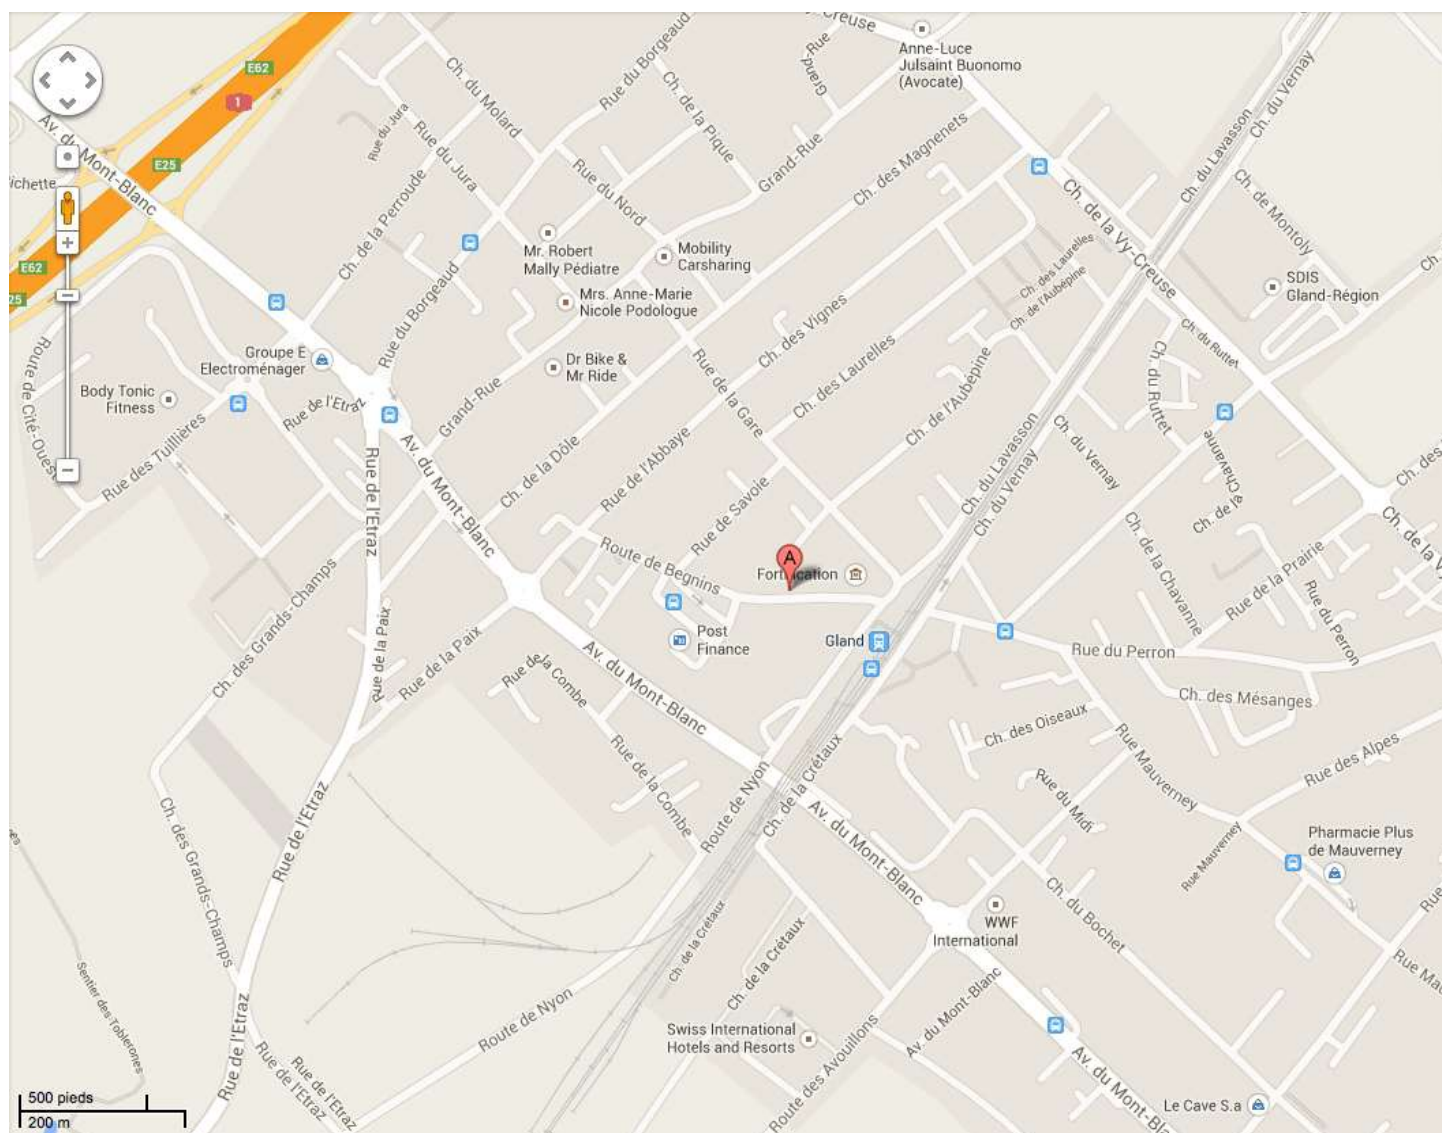 Creuse
Anne-Luce
Julsaint Buonomo
(Avocate)
E62
1
E25
E62
25
Av. du Mont-Blanc
ichette
Ch. du Molard
Rue du Borgeaud
Ch. de la Pique
Grand-Rue
Rue du Jura
Rue du Jura
Grand-Rue
Ch. des Magenets
Ch. du Lavasson
Ch. du Vernay
Ch. de la Perroude
Rue du Nord
Ch. de la Vy-Creuse
Ch. de Montoly
Ch.
Mr. Robert
Mally Pédiatre
Mobility
Carsharing
Mrs. Anne-Marie
Nicole Podologue
Rue du Borgeaud
Ch. des Laurelles
Ch. de l'Aubépine
SDIS
Gland-Région
Route de Cité-Ouest
Groupe E
Electroménager
Dr Bike &
Mr Ride
Ch. des Vignes
Ch. du Ruttet
Ch. du Ruttet
Body Tonic
Fitness
Rue de l'Etraz
Grand-Rue
Rue de la Gare
Ch. des Laurelles
Ch. de l'Aubépine
Rue des Tuillières
Av. du Mont-Blanc
Rue de l'Etraz
Ch. de la Dôle
Rue de l'Abbaye
Rue de Savoie
Ch. du Lavasson
Ch. du Vernay
Ch. du Vernay
Ch. des
Route de Begnins
A
Fortification
Ch. de la Chavanne
Rue de la Prairie
Rue du Perron
Ch. des Grands-Champs
Rue de la Paix
Rue de la Paix
Post
Finance
Gland
Rue du Perron
Rue de la Combe
Av. du Mont-Blanc
Ch. des Mésanges
Ch. des Oiseaux
Rue Mauverney
Rue des Alpes
Rue de la Combe
Route de Nyon
Ch. de la Crétaux
Rue du Midi
Ch. des Grands-Champs
Rue de l'Etraz
Av. du Mont-Blanc
Rue Mauverney
Pharmacie Plus
de Mauverney
Ch. du Bochet
Rue
WWF
International
Ch. de la Crétaux
Ch. de la Crétaux
Sentier des Toblerones
Rue de l'Etraz
Route de Nyon
Av. du Mont-Blanc
Swiss International
Hotels and Resorts
Route des Avouillons
Rue de l'Etraz
Rue de l'Etraz
Av. du Mont-Bla
Le Cave S.a
500 pieds
200 m